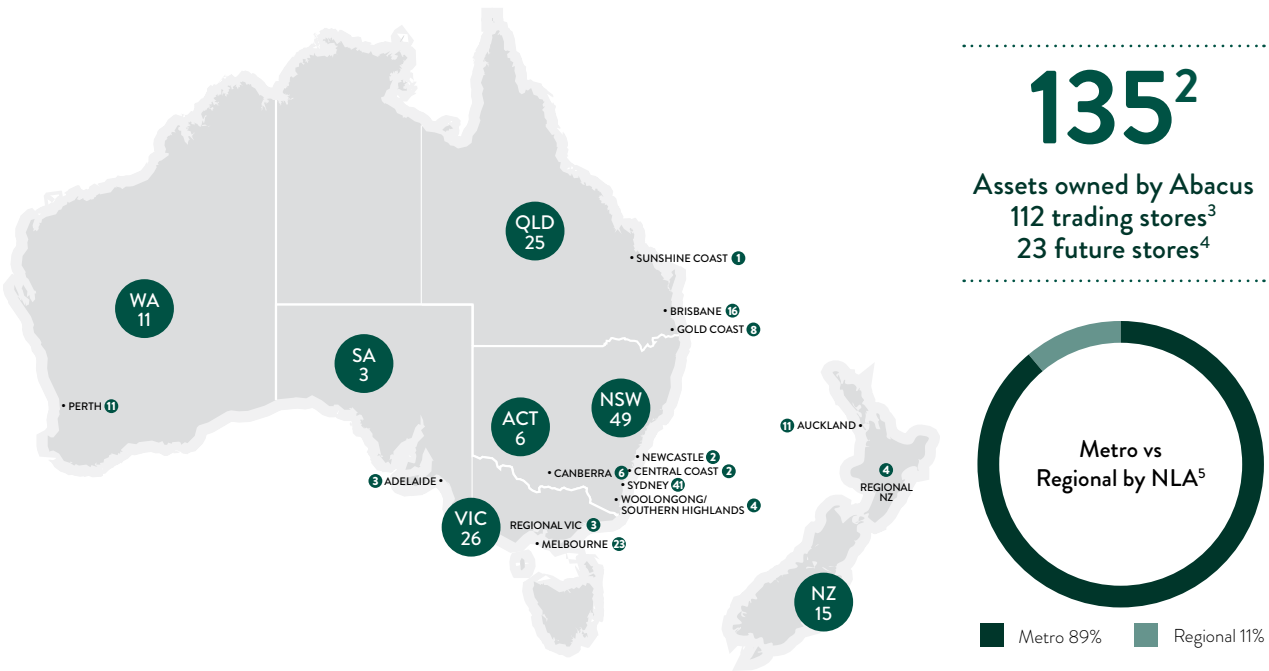 QLD
25
• SUNSHINE COAST 1
• BRISBANE 16
• GOLD COAST 8
WA
11
• PERTH 11
SA
3
3 ADELAIDE •
ACT
6
NSW
49
• NEWCASTLE 2
• CANBERRA 6
• CENTRAL COAST 2
• SYDNEY 41
• WOOLONGONG/
SOUTHERN HIGHLANDS 4
VIC
26
REGIONAL VIC 3
• MELBOURNE 23
11 AUCKLAND •
4
REGIONAL
NZ
NZ
15
135²
Assets owned by Abacus
112 trading stores³
23 future stores⁴
Metro vs
Regional by NLA⁵
Metro 89%
Regional 11%